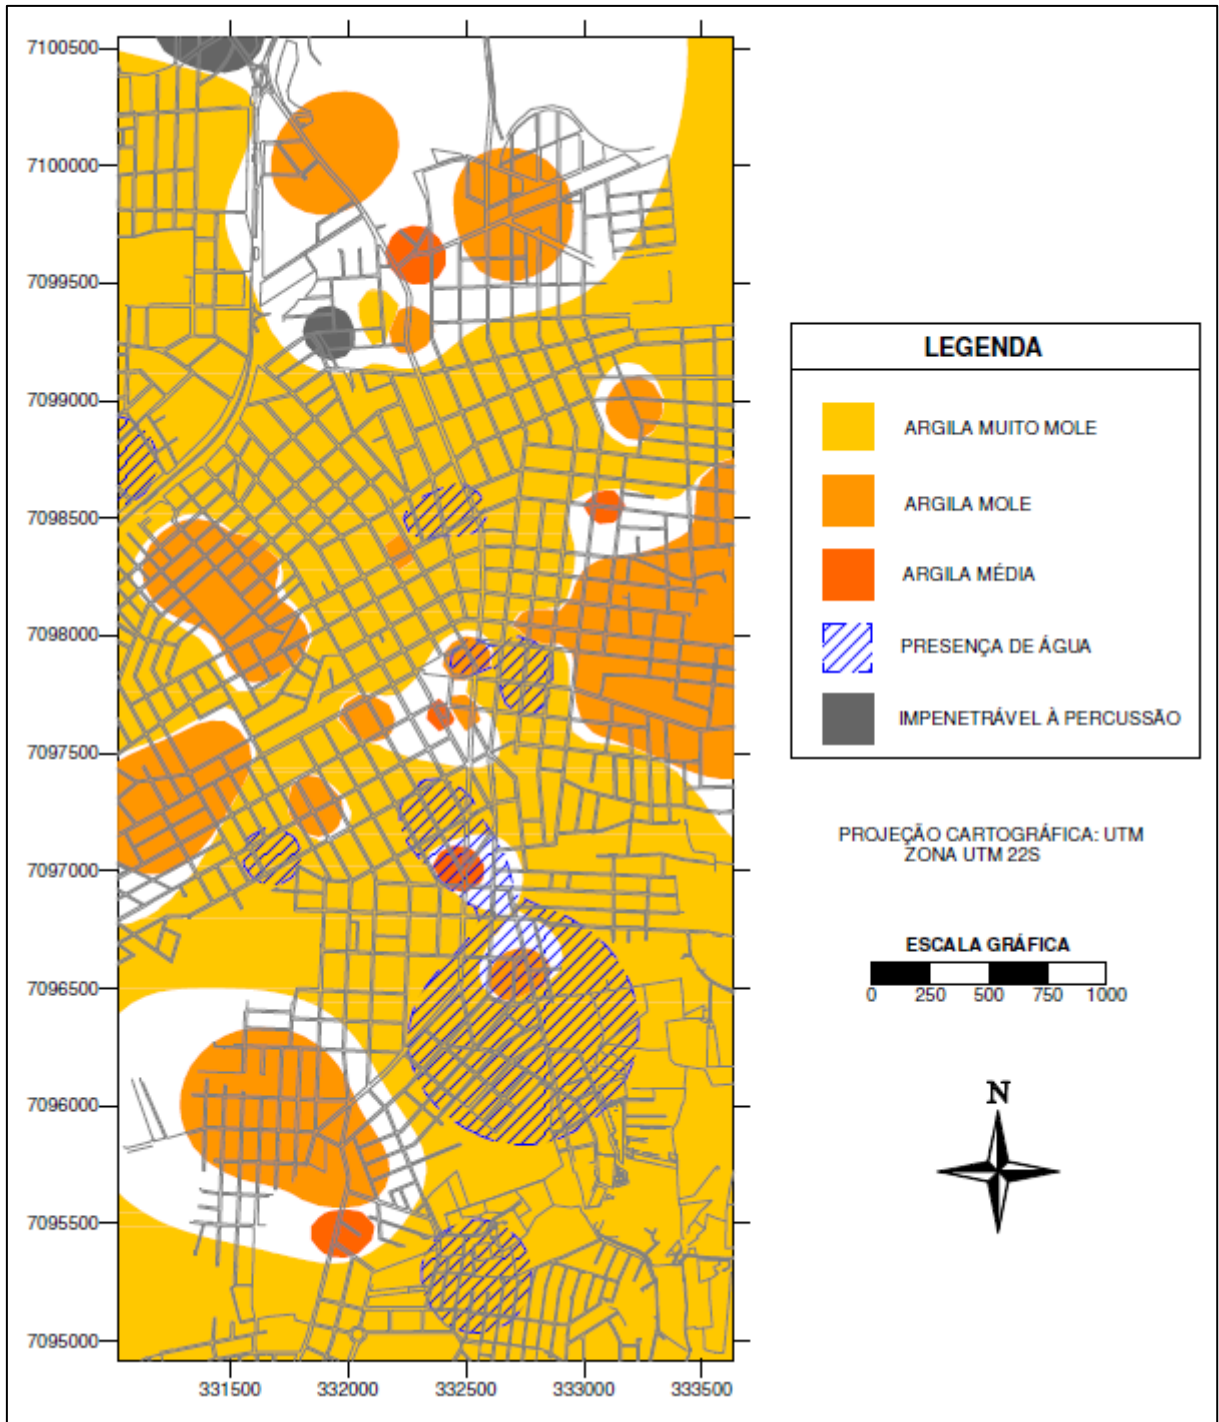 7100500
7100000
7099500
7099000
7098500
7098000
7097500
7097000
7096500
7096000
7095500
7095000
331500 332000 332500 333000 333500
LEGENDA
ARGILA MUITO MOLE
ARGILA MOLE
ARGILA MÉDIA
PRESENÇA DE ÁGUA
IMPENETRÁVEL À PERCUSSÃO
PROJEÇÃO CARTOGRÁFICA: UTM
ZONA UTM 22S
ESCALA GRÁFICA
0 250 500 750 1000
N